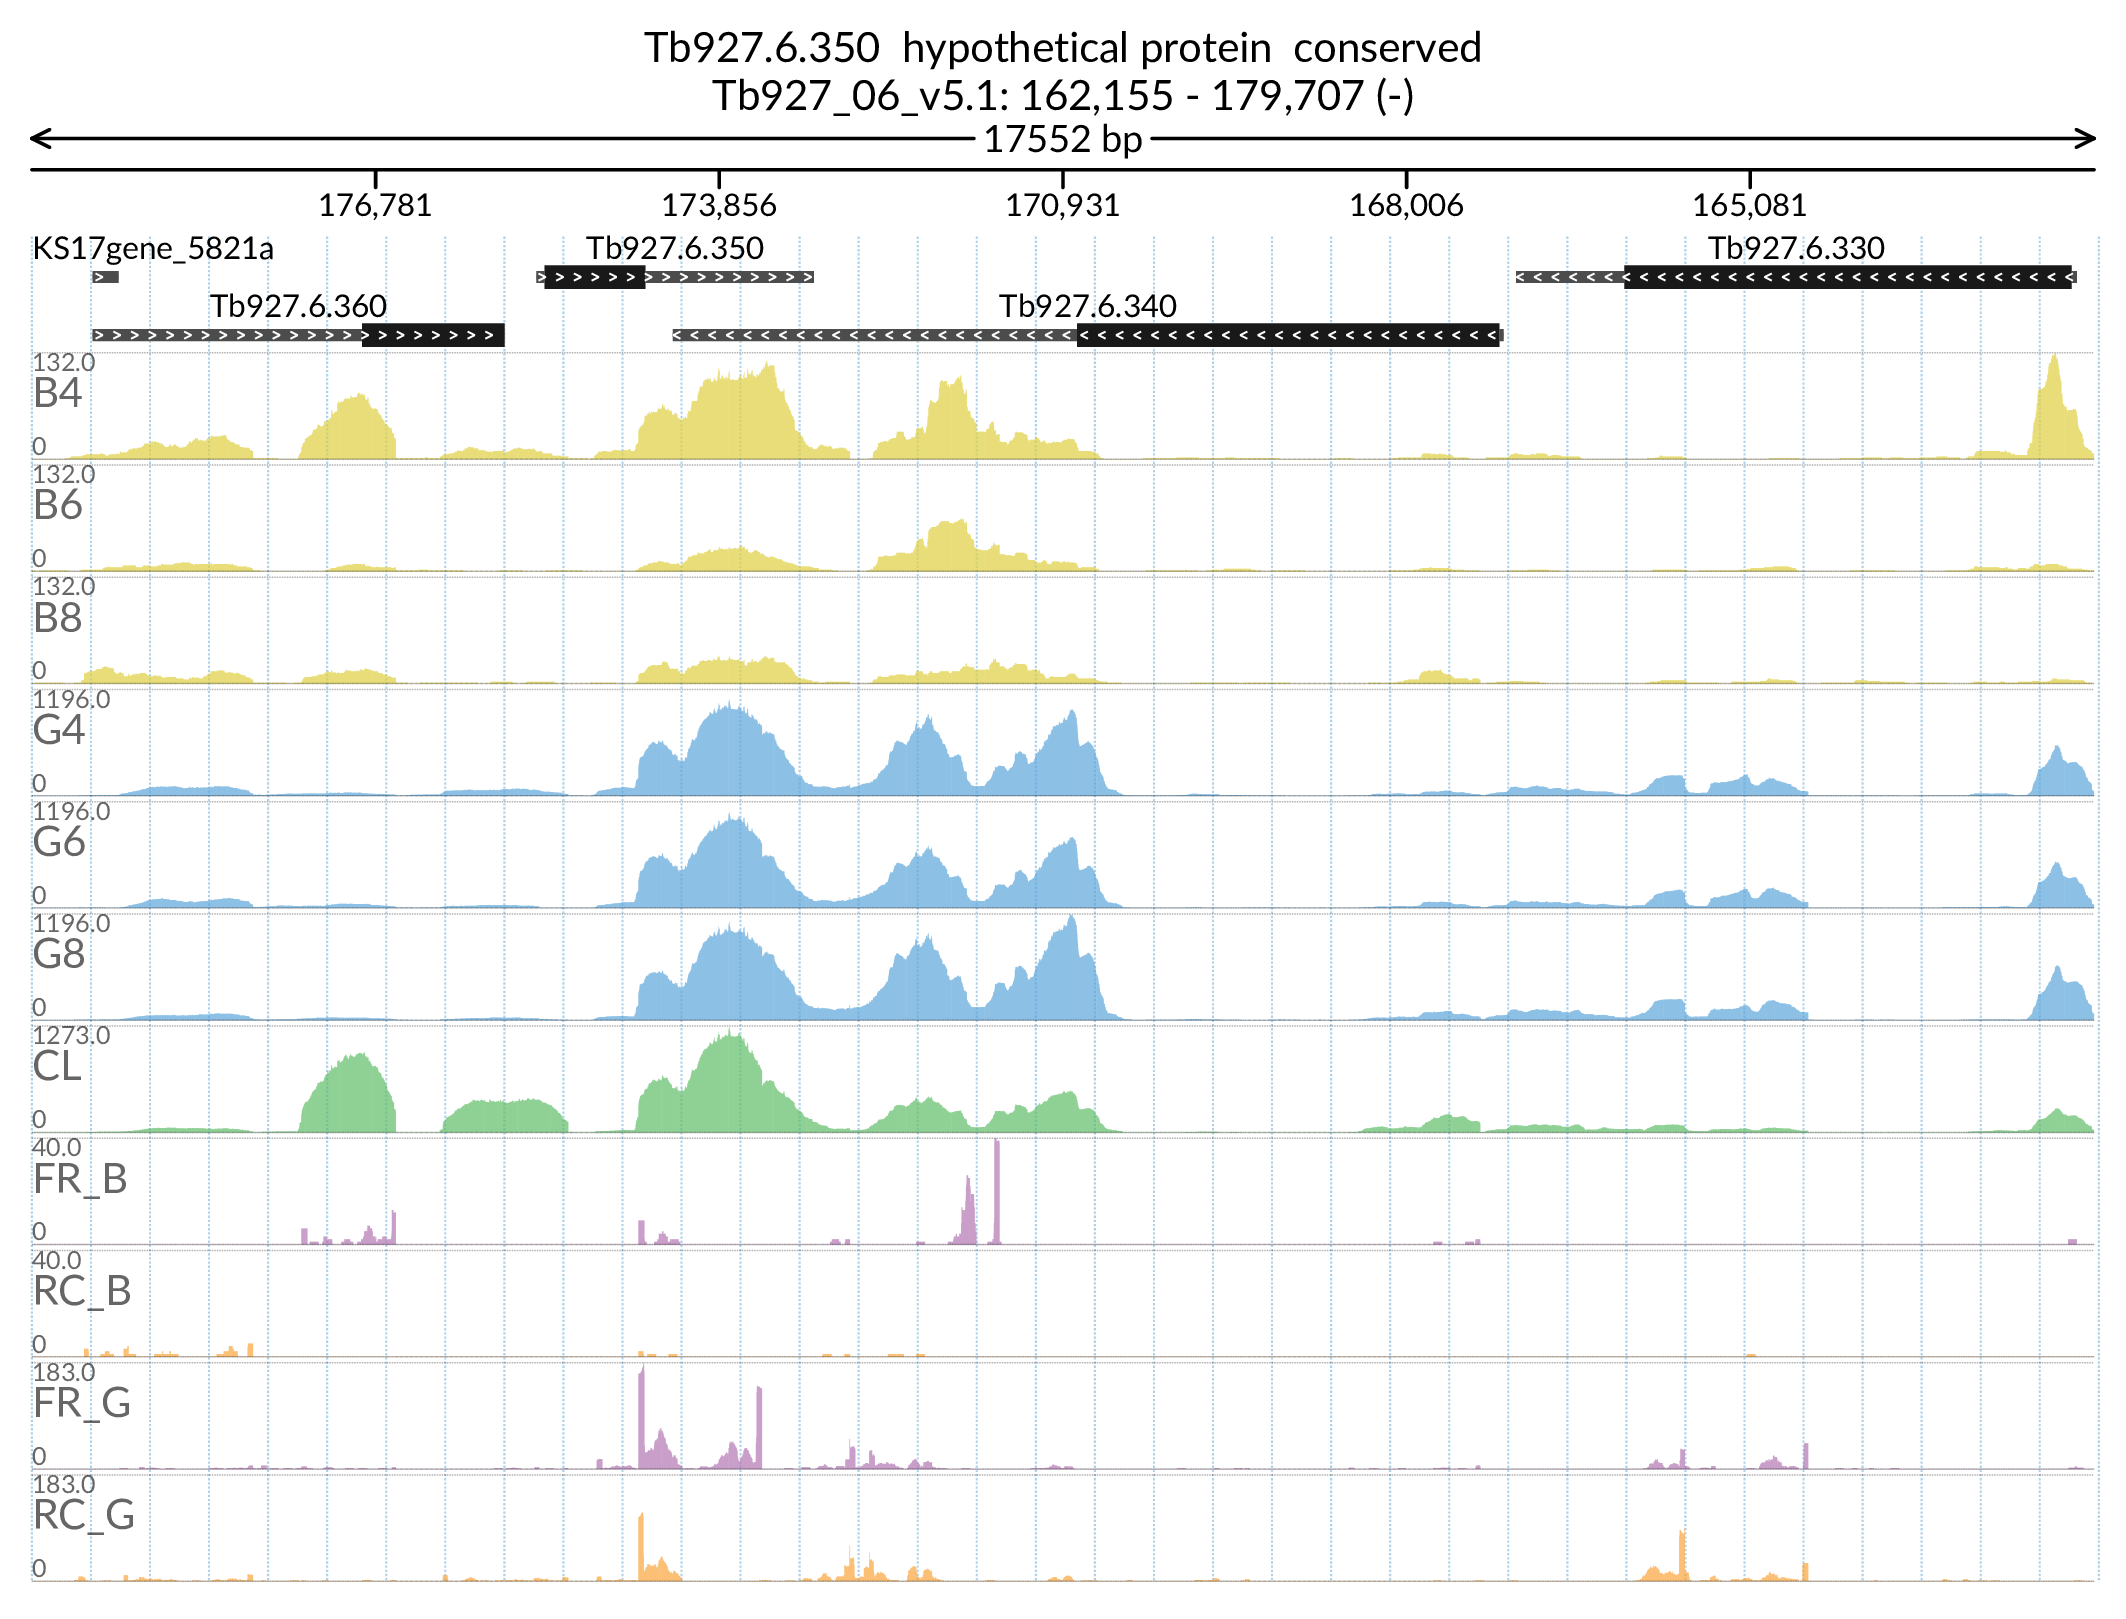 Tb927.6.350 hypothetical protein conserved
Tb927_06_v5.1: 162,155 - 179,707 (-)
17552 bp
176,781 173,856 170,931 168,006 165,081
KS17gene_5821a Tb927.6.350 Tb927.6.330
Tb927.6.360 Tb927.6.340
132.0
B4
0
132.0
B6
0
132.0
B8
0
1196.0
G4
0
1196.0
G6
0
1196.0
G8
0
1273.0
CL
0
40.0
FR_B
0
40.0
RC_B
0
183.0
FR_G
0
183.0
RC_G
0